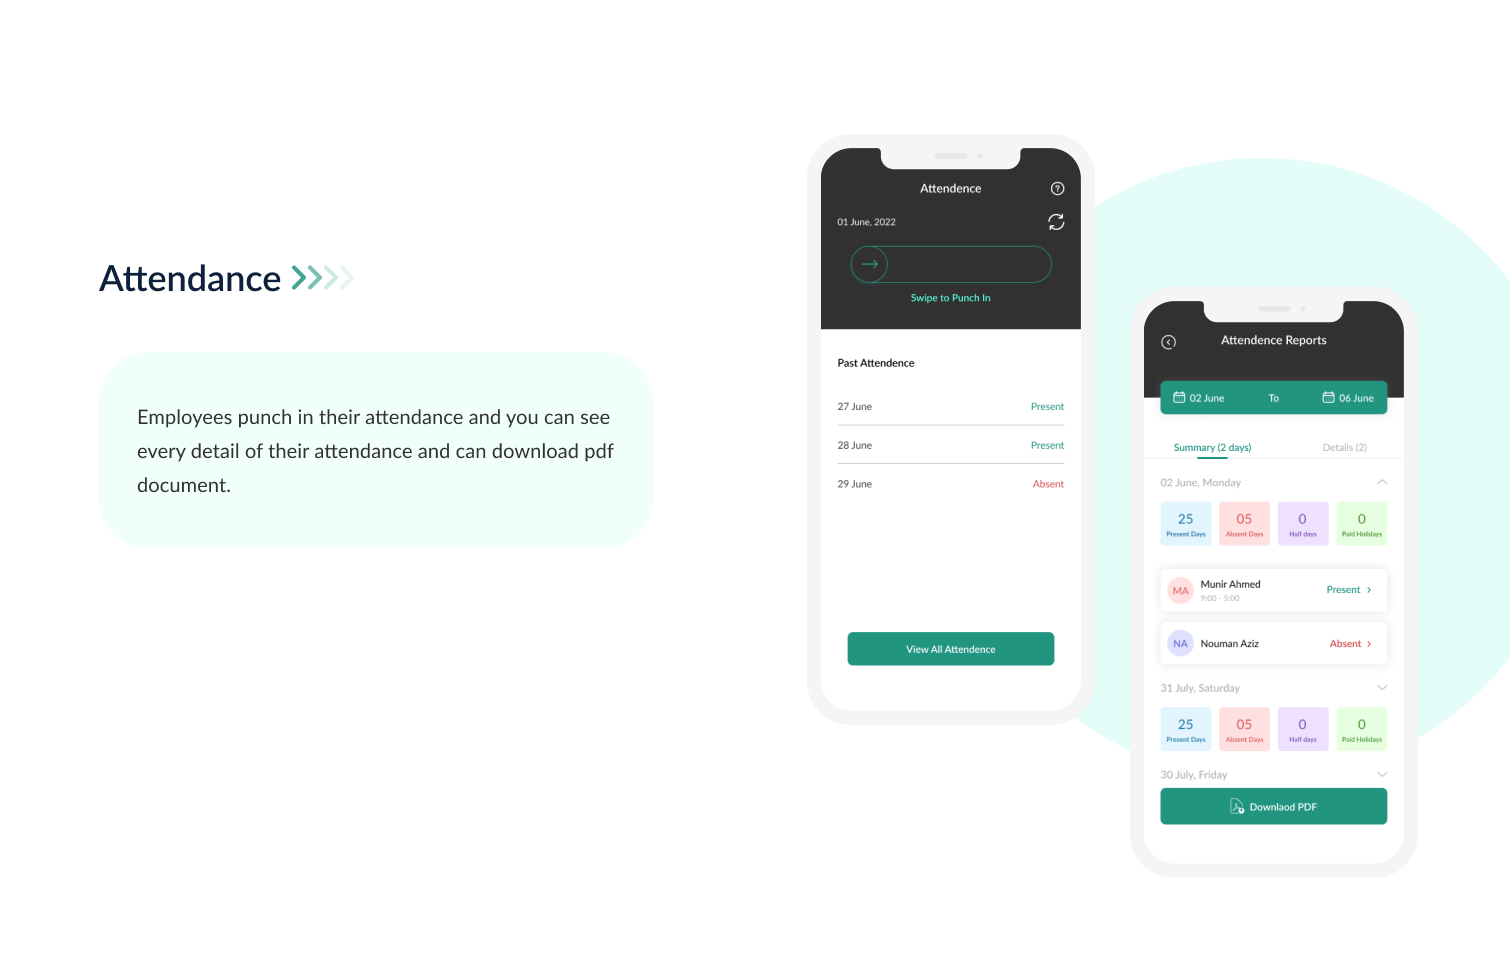 Attendance
Employees punch in their attendance and you can see
every detail of their attendance and can download pdf
document.
Attendence
01 June, 2022
Swipe to Punch In
Past Attendence
27 June Present
28 June Present
29 June Absent
View All Attendence
Attendence Reports
02 June To 06 June
Summary (2 days) Details (2)
02 June, Monday
25 05 0 0
Present Days Absent Days Half days Paid Holidays
MA Munir Ahmed Present
9:00 - 5:00
NA Nouman Aziz Absent
31 July, Saturday
25 05 0 0
Present Days Absent Days Half days Paid Holidays
30 July, Friday
Downlaod PDF